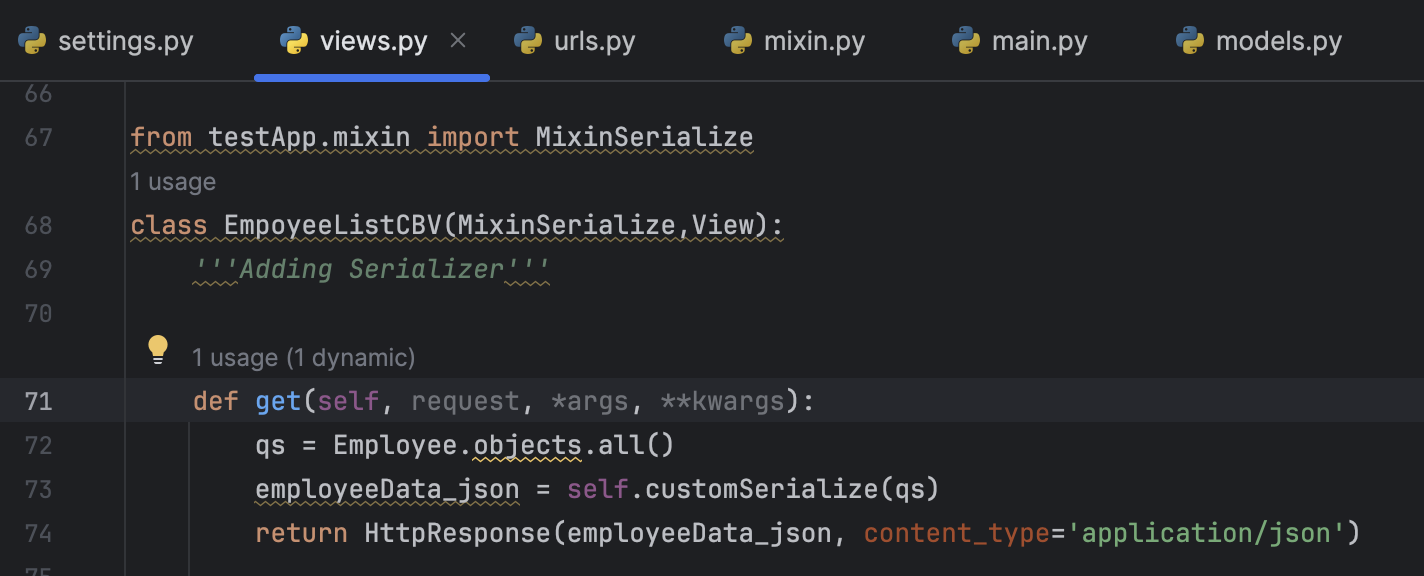 settings.py views.py urls.py mixin.py main.py models.py
66
67 from testApp.mixin import MixinSerialize
1 usage
68 class EmpoyeeListCBV(MixinSerialize,View):
69 '''Adding Serializer'''
70
1 usage (1 dynamic)
71 def get(self, request, *args, **kwargs):
72 qs = Employee.objects.all()
73 employeeData_json = self.customSerialize(qs)
74 return HttpResponse(employeeData_json, content_type='application/json')
75